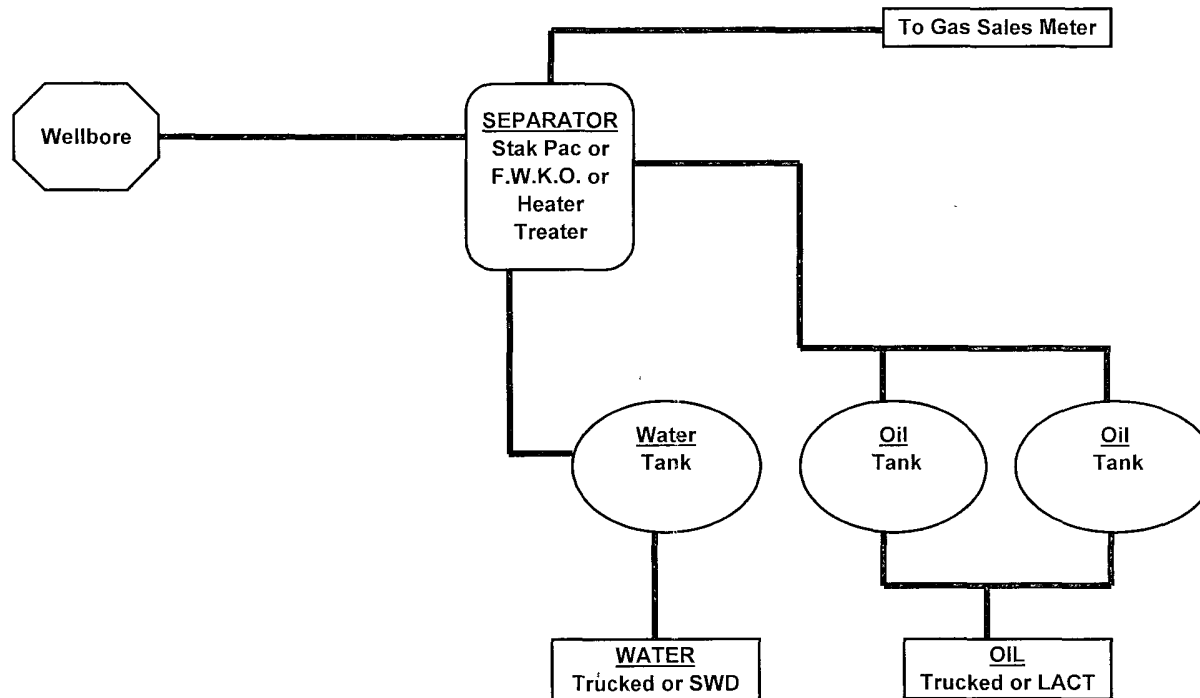 To Gas Sales Meter
Wellbore
SEPARATOR
Stak Pac or
F.W.K.O. or
Heater
Treater
Water
Tank
Oil
Tank
Oil
Tank
WATER
Trucked or SWD
OIL
Trucked or LACT